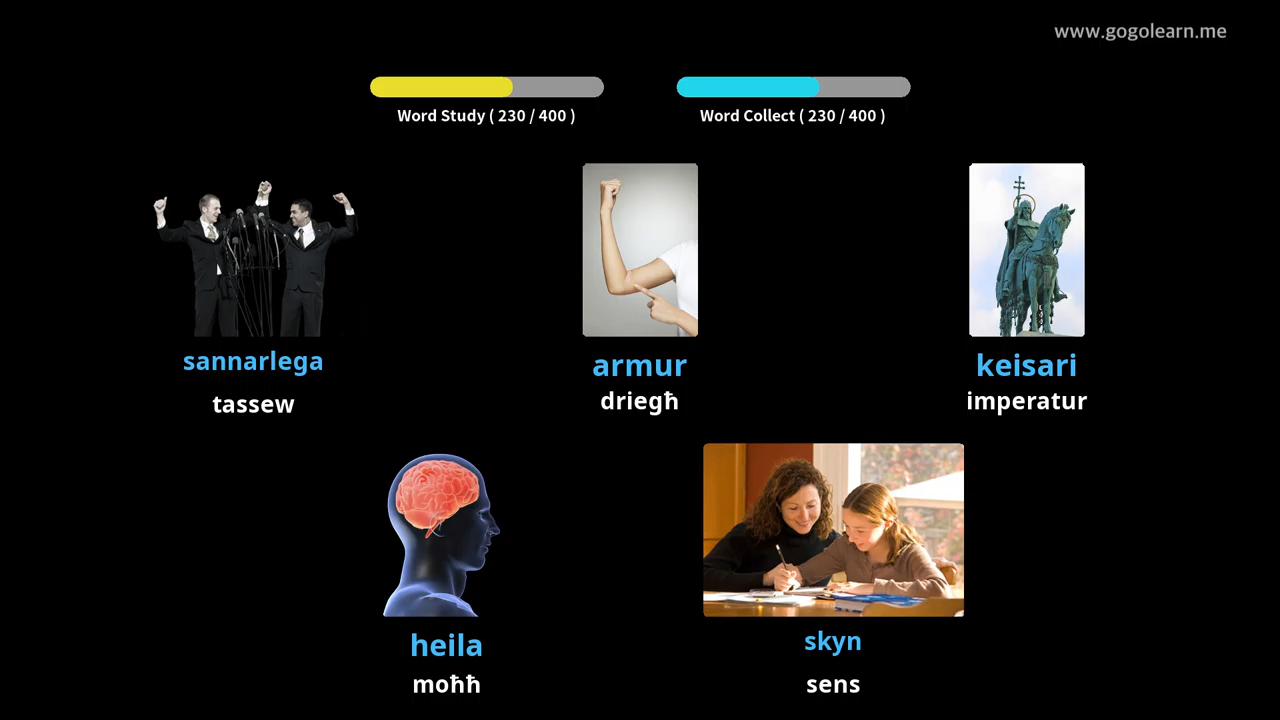 www.gogolearn.me
Word Study ( 230 / 400 )
Word Collect ( 230 / 400 )
sannarlega
tassew
armur
driegħ
keisari
imperatur
heila
moħħ
skyn
sens